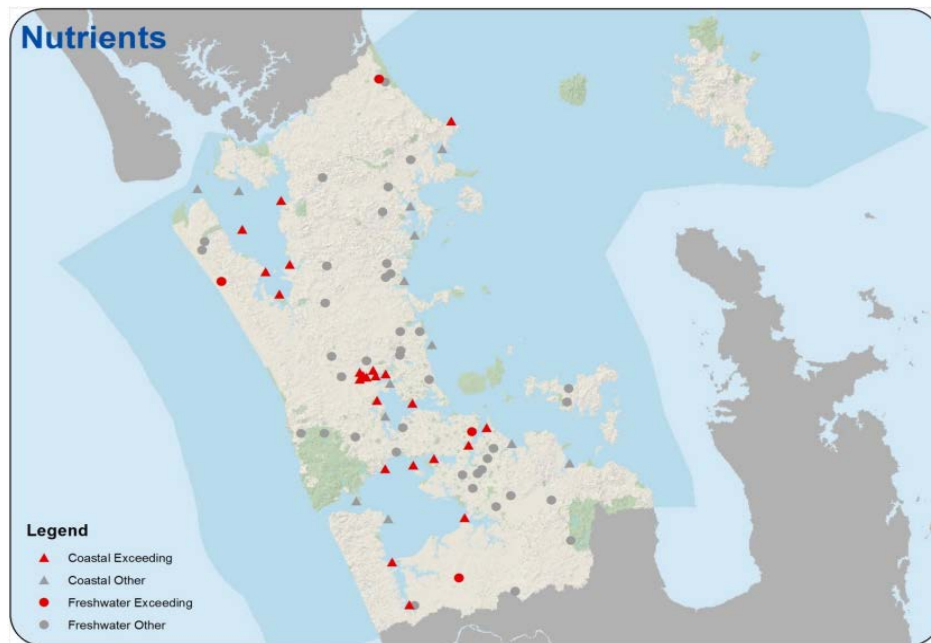 Nutrients
Legend
Coastal Exceeding
Coastal Other
Freshwater Exceeding
Freshwater Other